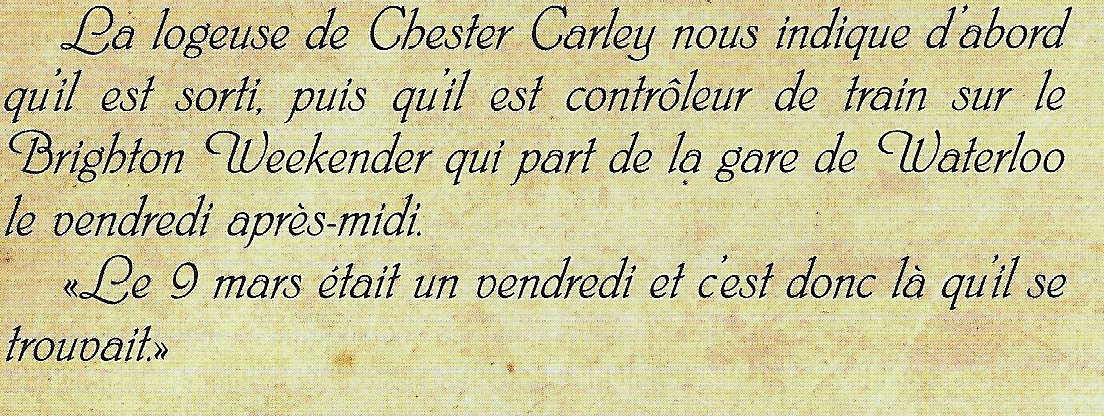 La logeuse de Chester Carley nous indique d'abord
qu'il est sorti, puis qu'il est contrôleur de train sur le
Brighton Weekender qui part de la gare de Waterloo
le vendredi après-midi.
«Le 9 mars était un vendredi et c'est donc là qu'il se
trouvait.»